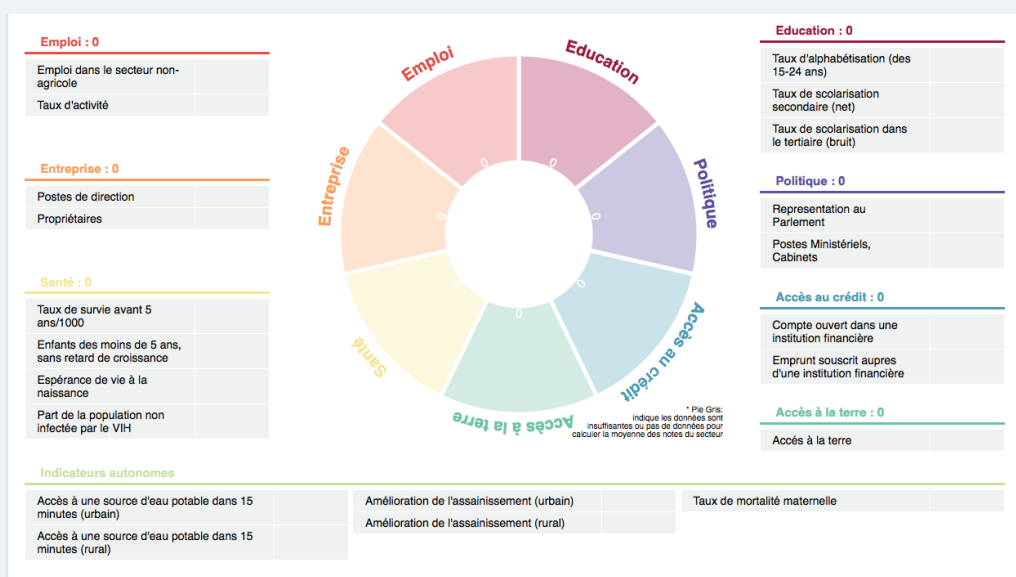 Emploi : 0
Emploi dans le secteur non-
agricole
Taux d'activité
Entreprise : 0
Postes de direction
Propriétaires
Santé : 0
Taux de survie avant 5
ans/1000
Enfants des moins de 5 ans,
sans retard de croissance
Espérance de vie à la
naissance
Part de la population non
infectée par le VIH
Emploi
Education
Politique
Accès au crédit
Accès à la terre
Santé
Entreprise
0
0
0
0
0
0
0
* Pie Gris:
indique les données sont
insuffisantes ou pas de données pour
calculer la moyenne des notes du secteur
Education : 0
Taux d'alphabétisation (des
15-24 ans)
Taux de scolarisation
secondaire (net)
Taux de scolarisation dans
le tertiaire (bruit)
Politique : 0
Representation au
Parlement
Postes Ministériels,
Cabinets
Accès au crédit : 0
Compte ouvert dans une
institution financière
Emprunt souscrit aupres
d'une institution financière
Accès à la terre : 0
Accés à la terre
Indicateurs autonomes
Accès à une source d'eau potable dans 15
minutes (urbain)
Accès à une source d'eau potable dans 15
minutes (rural)
Amélioration de l'assainissement (urbain)
Amélioration de l'assainissement (rural)
Taux de mortalité maternelle